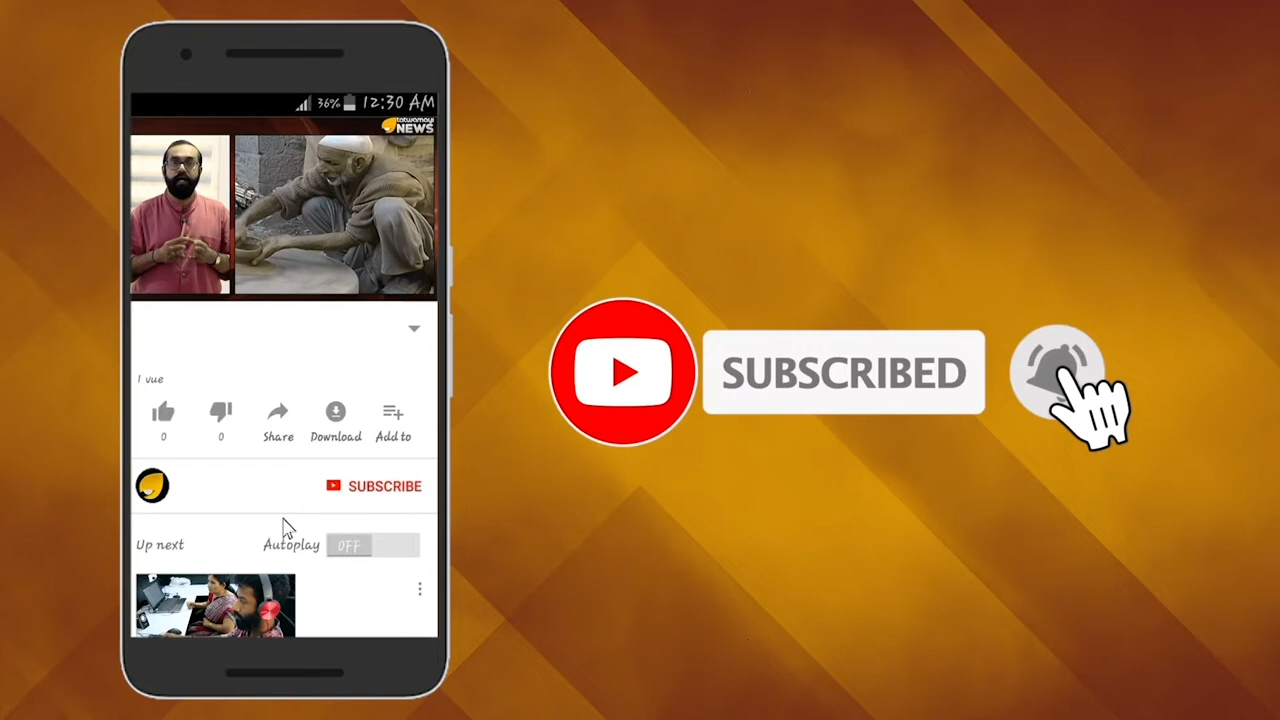 36% 12:30 AM
tatwamayi
NEWS
1 vue
0 0 Share Download Add to
SUBSCRIBE
Up next Autoplay OFF
SUBSCRIBED